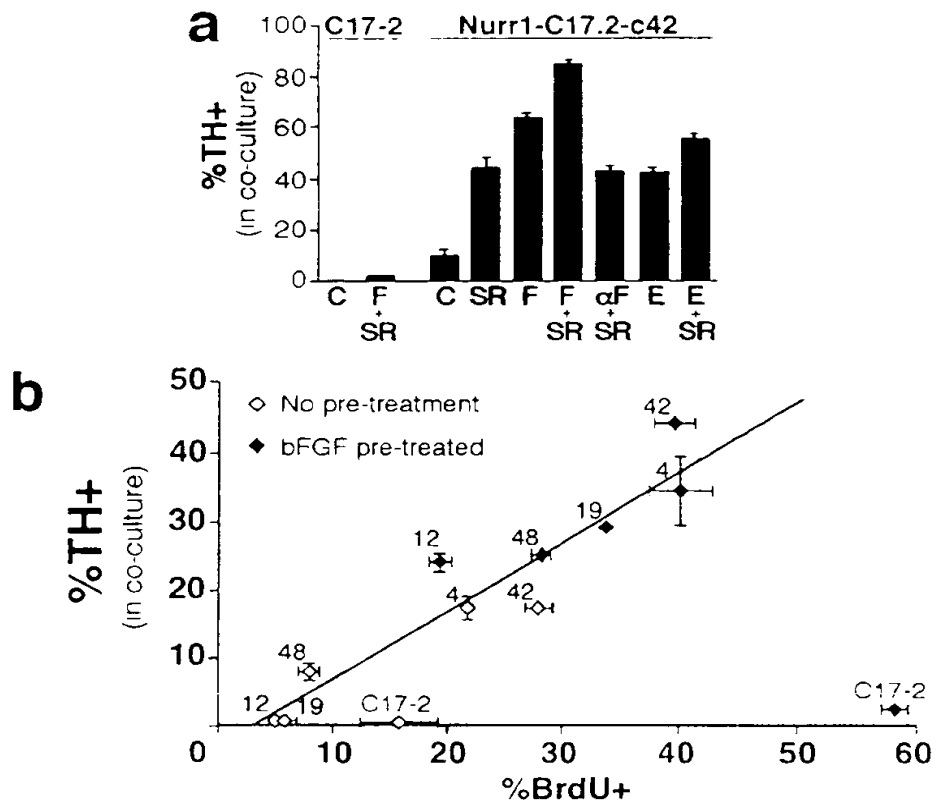 a
C17-2 Nurr1-C17.2-c42
%TH+
(in co-culture)
100
80
60
40
20
0
C F C SR F F αF E E
+ + + +
SR SR SR SR
b
◇ No pre-treatment
◆ bFGF pre-treated
%TH+
(in co-culture)
50
40
30
20
10
42
4
19
12
48
4
42
48
12 19 C17-2 C17-2
0 10 20 30 40 50 60
%BrdU+